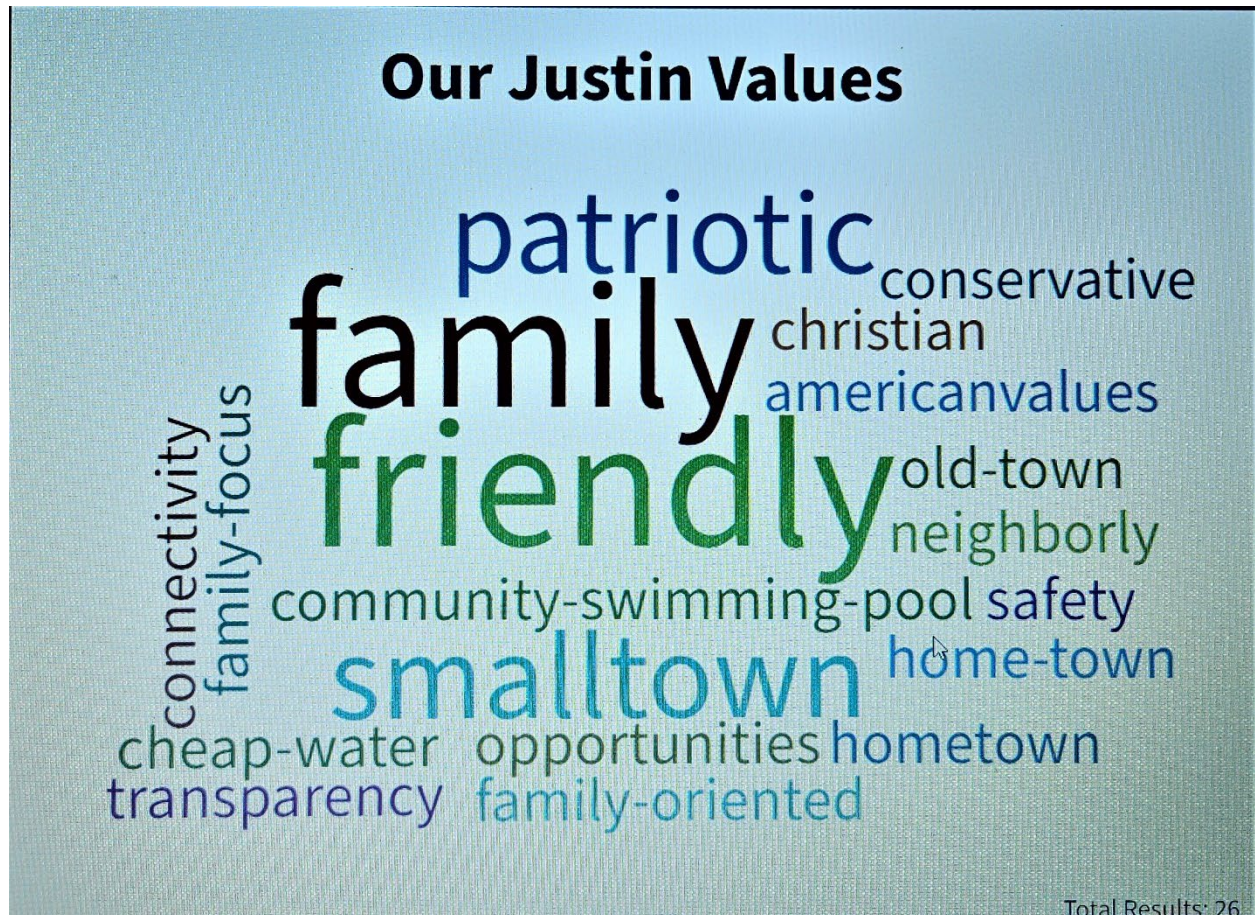 Our Justin Values
patriotic
conservative
family
christian
americanvalues
friendly
old-town
neighborly
connectivity
family-focus
community-swimming-pool
safety
smalltown
home-town
cheap-water
opportunities
hometown
transparency
family-oriented
Total Results: 26